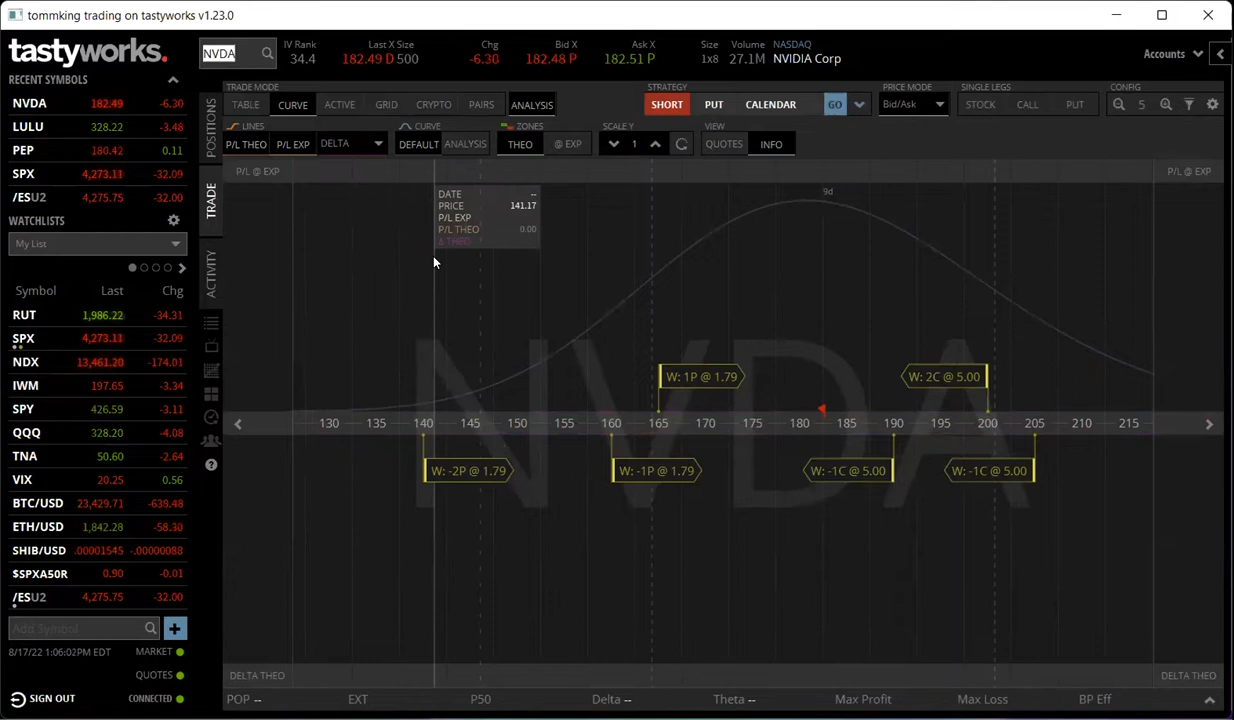 tommking trading on tastyworks v1.23.0
tastyworks.
NVDA
IV Rank
34.4
Last X Size
182.49 D 500
Chg
-6.30
Bid X
182.48 P
Ask X
182.51 P
Size
1x8
Volume
27.1M
NASDAQ
NVIDIA Corp
Accounts
RECENT SYMBOLS
NVDA 182.49 -6.30
LULU 328.22 -3.48
PEP 180.42 0.11
SPX 4,273.11 -32.09
/ESU2 4,275.75 -32.00
WATCHLISTS
My List
Symbol Last Chg
RUT 1,986.22 -34.31
SPX 4,273.11 -32.09
NDX 13,461.20 -174.01
IWM 197.65 -3.34
SPY 426.59 -3.11
QQQ 328.20 -4.08
TNA 50.60 -2.64
VIX 20.25 0.56
BTC/USD 23,429.71 -639.48
ETH/USD 1,842.28 -58.30
SHIB/USD .00001545 -.00000088
$SPXA50R 0.90 -0.01
/ESU2 4,275.75 -32.00
Add Symbol
8/17/22 1:06:02PM EDT MARKET
QUOTES
SIGN OUT CONNECTED
POSITIONS
TRADE
ACTIVITY
TRADE MODE
TABLE CURVE ACTIVE GRID CRYPTO PAIRS ANALYSIS
STRATEGY
SHORT PUT CALENDAR GO
PRICE MODE
Bid/Ask
SINGLE LEGS
STOCK CALL PUT
CONFIG
5
LINES
P/L THEO P/L EXP DELTA
CURVE
DEFAULT ANALYSIS
ZONES
THEO @ EXP
SCALE Y
1
VIEW
QUOTES INFO
P/L @ EXP P/L @ EXP
9d
DATE --
PRICE 141.17
P/L EXP
P/L THEO 0.00
Δ THEO
NVDA
W: 1P @ 1.79 W: 2C @ 5.00
130 135 140 145 150 155 160 165 170 175 180 185 190 195 200 205 210 215
W: -2P @ 1.79 W: -1P @ 1.79 W: -1C @ 5.00 W: -1C @ 5.00
DELTA THEO DELTA THEO
POP -- EXT P50 Delta -- Theta -- Max Profit Max Loss BP Eff